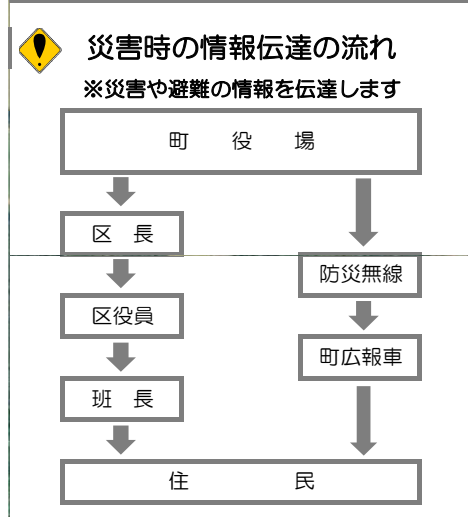 災害時の情報伝達の流れ
※災害や避難の情報を伝達します
町 役 場
区 長
防災無線
区役員
町広報車
班 長
住 民